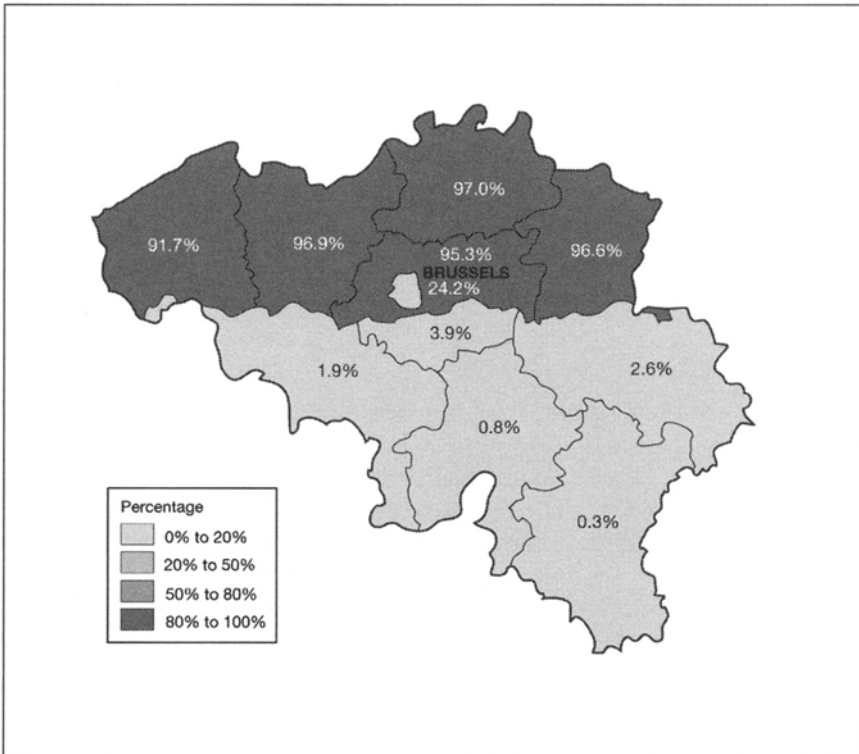 97.0%
91.7%
96.9%
95.3%
96.6%
BRUSSELS
24.2%
3.9%
1.9%
2.6%
0.8%
0.3%
Percentage
0% to 20%
20% to 50%
50% to 80%
80% to 100%